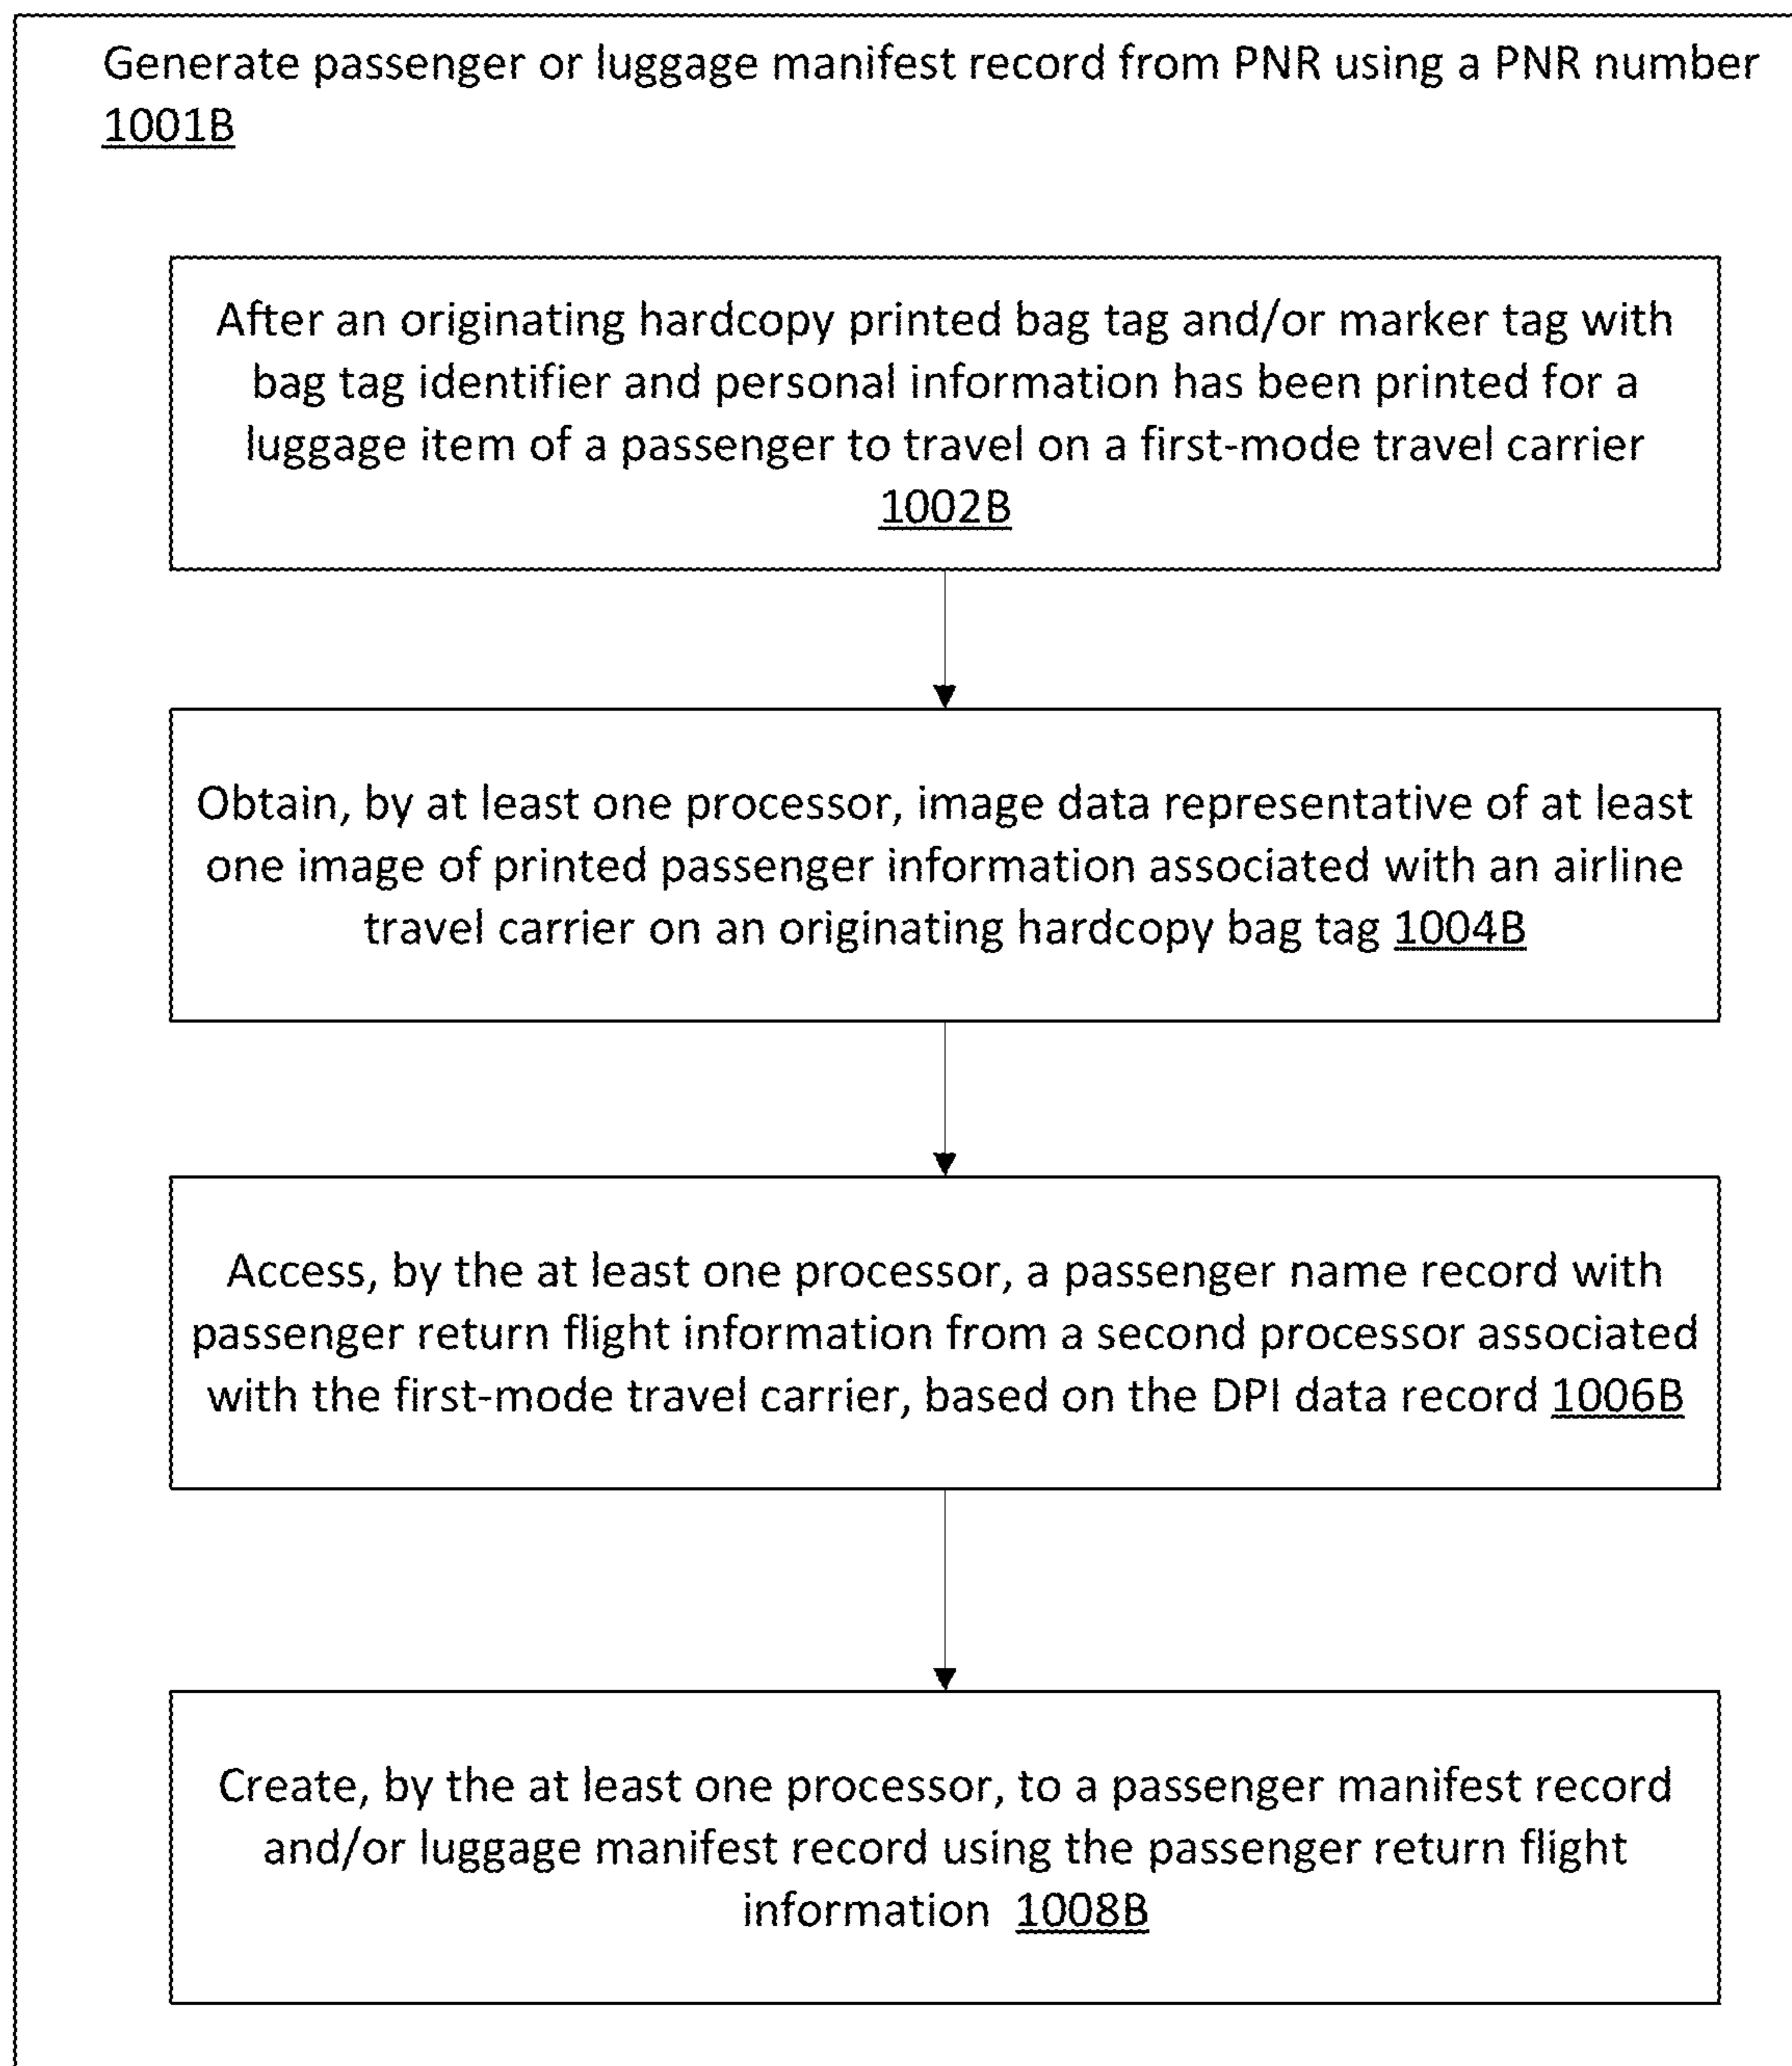 Generate passenger or luggage manifest record from PNR using a PNR number
1001B
After an originating hardcopy printed bag tag and/or marker tag with
bag tag identifier and personal information has been printed for a
luggage item of a passenger to travel on a first-mode travel carrier
1002B
Obtain, by at least one processor, image data representative of at least
one image of printed passenger information associated with an airline
travel carrier on an originating hardcopy bag tag 1004B
Access, by the at least one processor, a passenger name record with
passenger return flight information from a second processor associated
with the first-mode travel carrier, based on the DPI data record 1006B
Create, by the at least one processor, to a passenger manifest record
and/or luggage manifest record using the passenger return flight
information 1008B